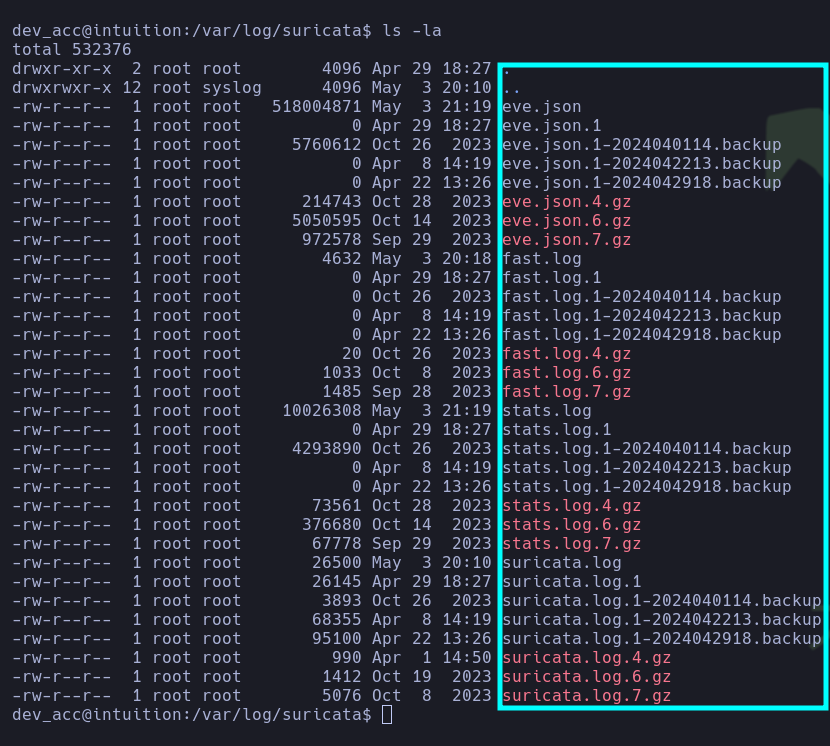 dev_acc@intuition:/var/log/suricata$ ls -la
total 532376
drwxr-xr-x  2 root root        4096 Apr 29 18:27 .
drwxrwxr-x 12 root syslog      4096 May  3 20:10 ..
-rw-r--r--  1 root root   518004871 May  3 21:19 eve.json
-rw-r--r--  1 root root           0 Apr 29 18:27 eve.json.1
-rw-r--r--  1 root root     5760612 Oct 26  2023 eve.json.1-2024040114.backup
-rw-r--r--  1 root root           0 Apr  8 14:19 eve.json.1-2024042213.backup
-rw-r--r--  1 root root           0 Apr 22 13:26 eve.json.1-2024042918.backup
-rw-r--r--  1 root root      214743 Oct 28  2023 eve.json.4.gz
-rw-r--r--  1 root root     5050595 Oct 14  2023 eve.json.6.gz
-rw-r--r--  1 root root      972578 Sep 29  2023 eve.json.7.gz
-rw-r--r--  1 root root        4632 May  3 20:18 fast.log
-rw-r--r--  1 root root           0 Apr 29 18:27 fast.log.1
-rw-r--r--  1 root root           0 Oct 26  2023 fast.log.1-2024040114.backup
-rw-r--r--  1 root root           0 Apr  8 14:19 fast.log.1-2024042213.backup
-rw-r--r--  1 root root           0 Apr 22 13:26 fast.log.1-2024042918.backup
-rw-r--r--  1 root root          20 Oct 26  2023 fast.log.4.gz
-rw-r--r--  1 root root        1033 Oct  8  2023 fast.log.6.gz
-rw-r--r--  1 root root        1485 Sep 28  2023 fast.log.7.gz
-rw-r--r--  1 root root    10026308 May  3 21:19 stats.log
-rw-r--r--  1 root root           0 Apr 29 18:27 stats.log.1
-rw-r--r--  1 root root     4293890 Oct 26  2023 stats.log.1-2024040114.backup
-rw-r--r--  1 root root           0 Apr  8 14:19 stats.log.1-2024042213.backup
-rw-r--r--  1 root root           0 Apr 22 13:26 stats.log.1-2024042918.backup
-rw-r--r--  1 root root       73561 Oct 28  2023 stats.log.4.gz
-rw-r--r--  1 root root      376680 Oct 14  2023 stats.log.6.gz
-rw-r--r--  1 root root       67778 Sep 29  2023 stats.log.7.gz
-rw-r--r--  1 root root       26500 May  3 20:10 suricata.log
-rw-r--r--  1 root root       26145 Apr 29 18:27 suricata.log.1
-rw-r--r--  1 root root        3893 Oct 26  2023 suricata.log.1-2024040114.backup
-rw-r--r--  1 root root       68355 Apr  8 14:19 suricata.log.1-2024042213.backup
-rw-r--r--  1 root root       95100 Apr 22 13:26 suricata.log.1-2024042918.backup
-rw-r--r--  1 root root         990 Apr  1 14:50 suricata.log.4.gz
-rw-r--r--  1 root root        1412 Oct 19  2023 suricata.log.6.gz
-rw-r--r--  1 root root        5076 Oct  8  2023 suricata.log.7.gz
dev_acc@intuition:/var/log/suricata$